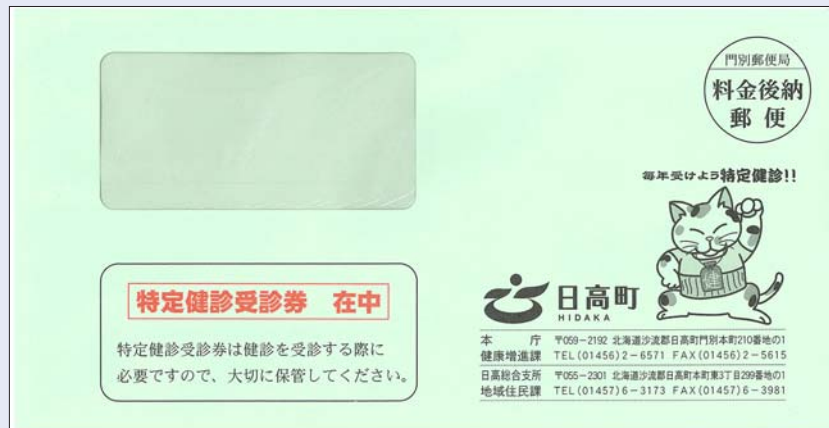 門別郵便局
料金後納
郵便
毎年受けよう特定健診!!
健
特定健診受診券 在中
特定健診受診券は健診を受診する際に
必要ですので、大切に保管してください。
日高町
HIDAKA
本庁 〒059-2192 北海道沙流郡日高町門別本町210番地の1
健康増進課 TEL(01456)2-6571 FAX(01456)2-5615
日高総合支所 〒055-2301 北海道沙流郡日高町本町東3丁目299番地の1
地域住民課 TEL(01457)6-3173 FAX(01457)6-3981